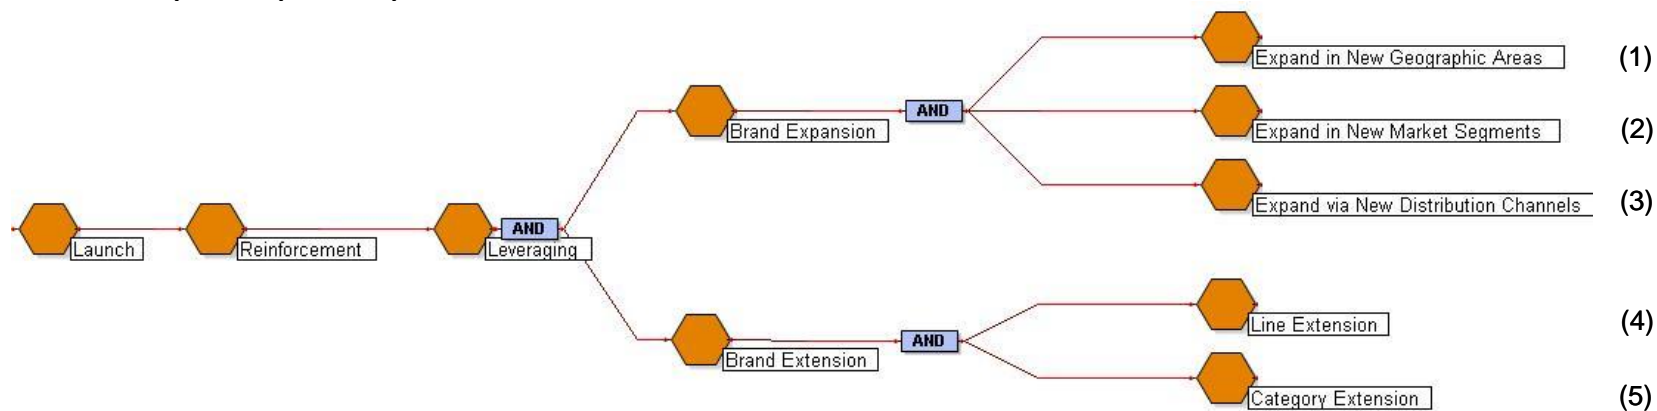 Expand in New Geographic Areas (1)
AND
Brand Expansion
Expand in New Market Segments (2)
Expand via New Distribution Channels (3)
AND
Launch
Reinforcement
Leveraging
Line Extension (4)
AND
Brand Extension
Category Extension (5)